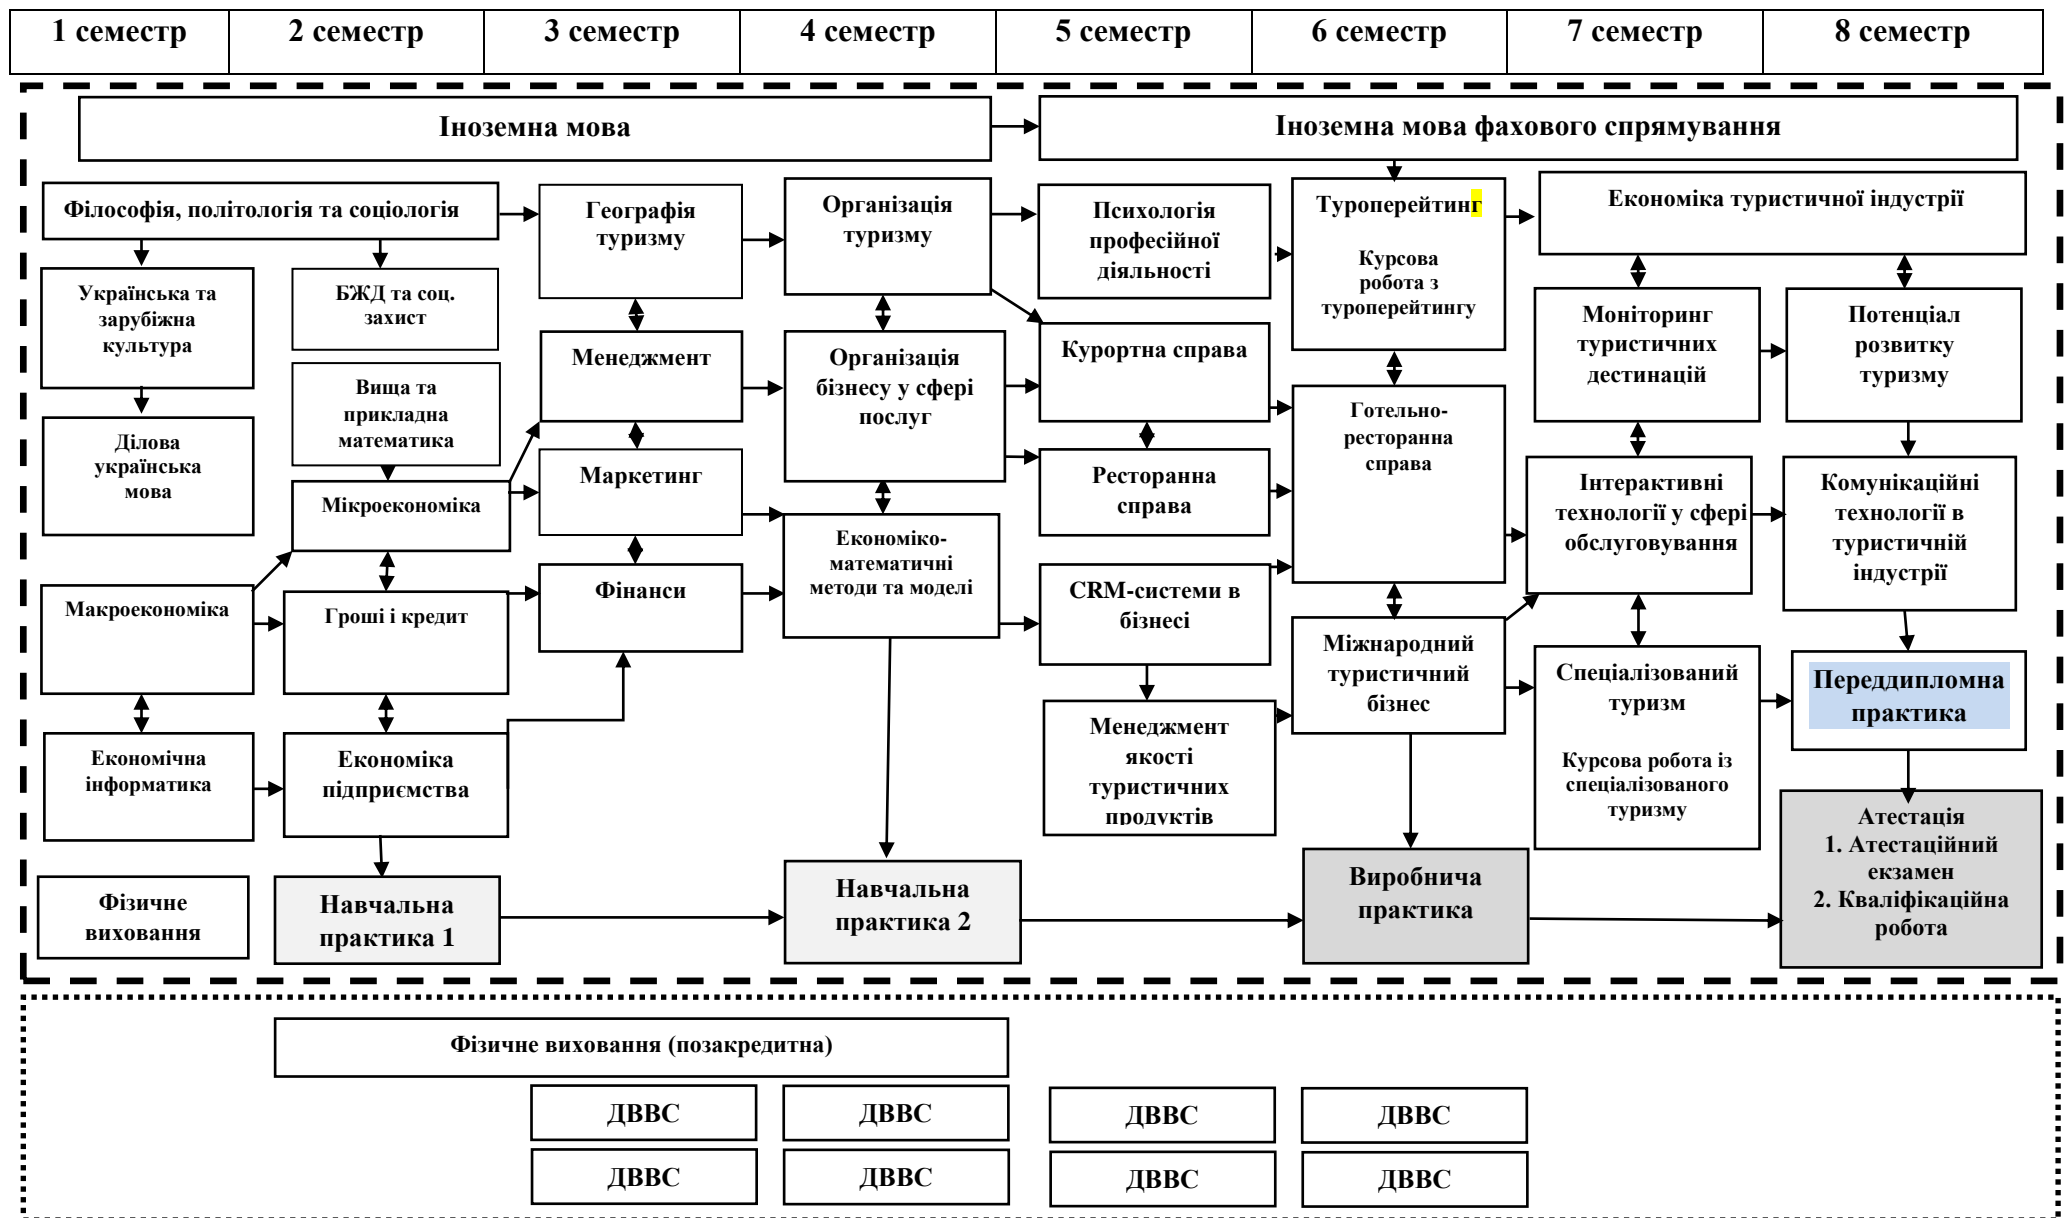 1 семестр
2 семестр
3 семестр
4 семестр
5 семестр
6 семестр
7 семестр
8 семестр
Іноземна мова
Іноземна мова фахового спрямування
Філософія, політологія та соціологія
Українська та
зарубіжна
культура
Ділова
українська
мова
Макроекономіка
Економічна
інформатика
Фізичне
виховання
БЖД та соц.
захист
Вища та
прикладна
математика
Мікроекономіка
Гроші і кредит
Економіка
підприємства
Навчальна
практика 1
Географія
туризму
Менеджмент
Маркетинг
Фінанси
Організація
туризму
Організація
бізнесу у сфері
послуг
Економіко-
математичні
методи та моделі
Навчальна
практика 2
Психологія
професійної
діяльності
Курортна справа
Ресторанна
справа
CRM-системи в
бізнесі
Менеджмент
якості
туристичних
продуктів
Туроперейтинг
Курсова
робота з
туроперейтингу
Готельно-
ресторанна
справа
Міжнародний
туристичний
бізнес
Виробнича
практика
Економіка туристичної індустрії
Моніторинг
туристичних
дестинацій
Інтерактивні
технології у сфері
обслуговування
Спеціалізований
туризм
Курсова робота із
спеціалізованого
туризму
Потенціал
розвитку
туризму
Комунікаційні
технології в
туристичній
індустрії
Переддипломна
практика
Атестація
1. Атестаційний
екзамен
2. Кваліфікаційна
робота
Фізичне виховання (позакредитна)
ДВВС
ДВВС
ДВВС
ДВВС
ДВВС
ДВВС
ДВВС
ДВВС